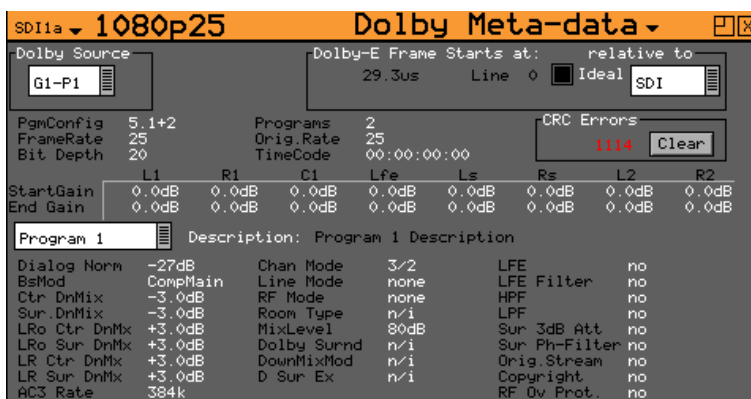 SDI1a 1080p25 Dolby Meta-data
Dolby Source Dolby-E Frame Starts at: relative to
G1-P1 29.3us Line 0 Ideal SDI
PgmConfig 5.1+2 Programs 2 CRC Errors
FrameRate 25 Orig.Rate 25 1114 Clear
Bit Depth 20 TimeCode 00:00:00:00
L1 R1 C1 Lfe Ls Rs L2 R2
StartGain 0.0dB 0.0dB 0.0dB 0.0dB 0.0dB 0.0dB 0.0dB 0.0dB
End Gain 0.0dB 0.0dB 0.0dB 0.0dB 0.0dB 0.0dB 0.0dB 0.0dB
Program 1 Description: Program 1 Description
Dialog Norm -27dB Chan Mode 3/2 LFE no
BsMod CompMain Line Mode none LFE Filter no
Ctr DnMix -3.0dB RF Mode none HPF no
Sur.DnMix -3.0dB Room Type n/i LPF no
LRo Ctr DnMx +3.0dB MixLevel 80dB Sur 3dB Att no
LRo Sur DnMx +3.0dB Dolby Surnd n/i Sur Ph-Filter no
LR Ctr DnMx +3.0dB DownMixMod n/i Orig.Stream no
LR Sur DnMx +3.0dB D Sur Ex n/i Copyright no
AC3 Rate 384k RF Ov Prot. no